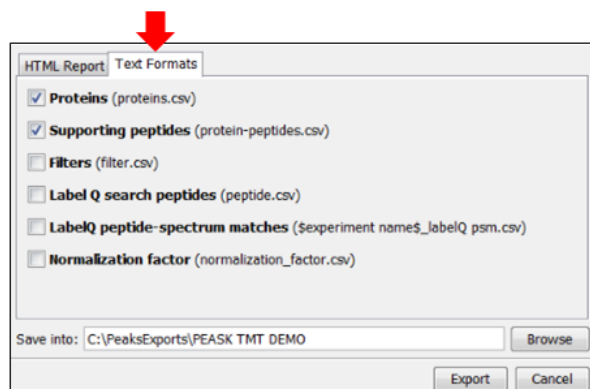 HTML Report Text Formats
Proteins (proteins.csv)
Supporting peptides (protein-peptides.csv)
Filters (filter.csv)
Label Q search peptides (peptide.csv)
LabelQ peptide-spectrum matches ($experiment name$_labelQ psm.csv)
Normalization factor (normalization_factor.csv)
Save into: C:\PeaksExports\PEASK TMT DEMO Browse
Export Cancel